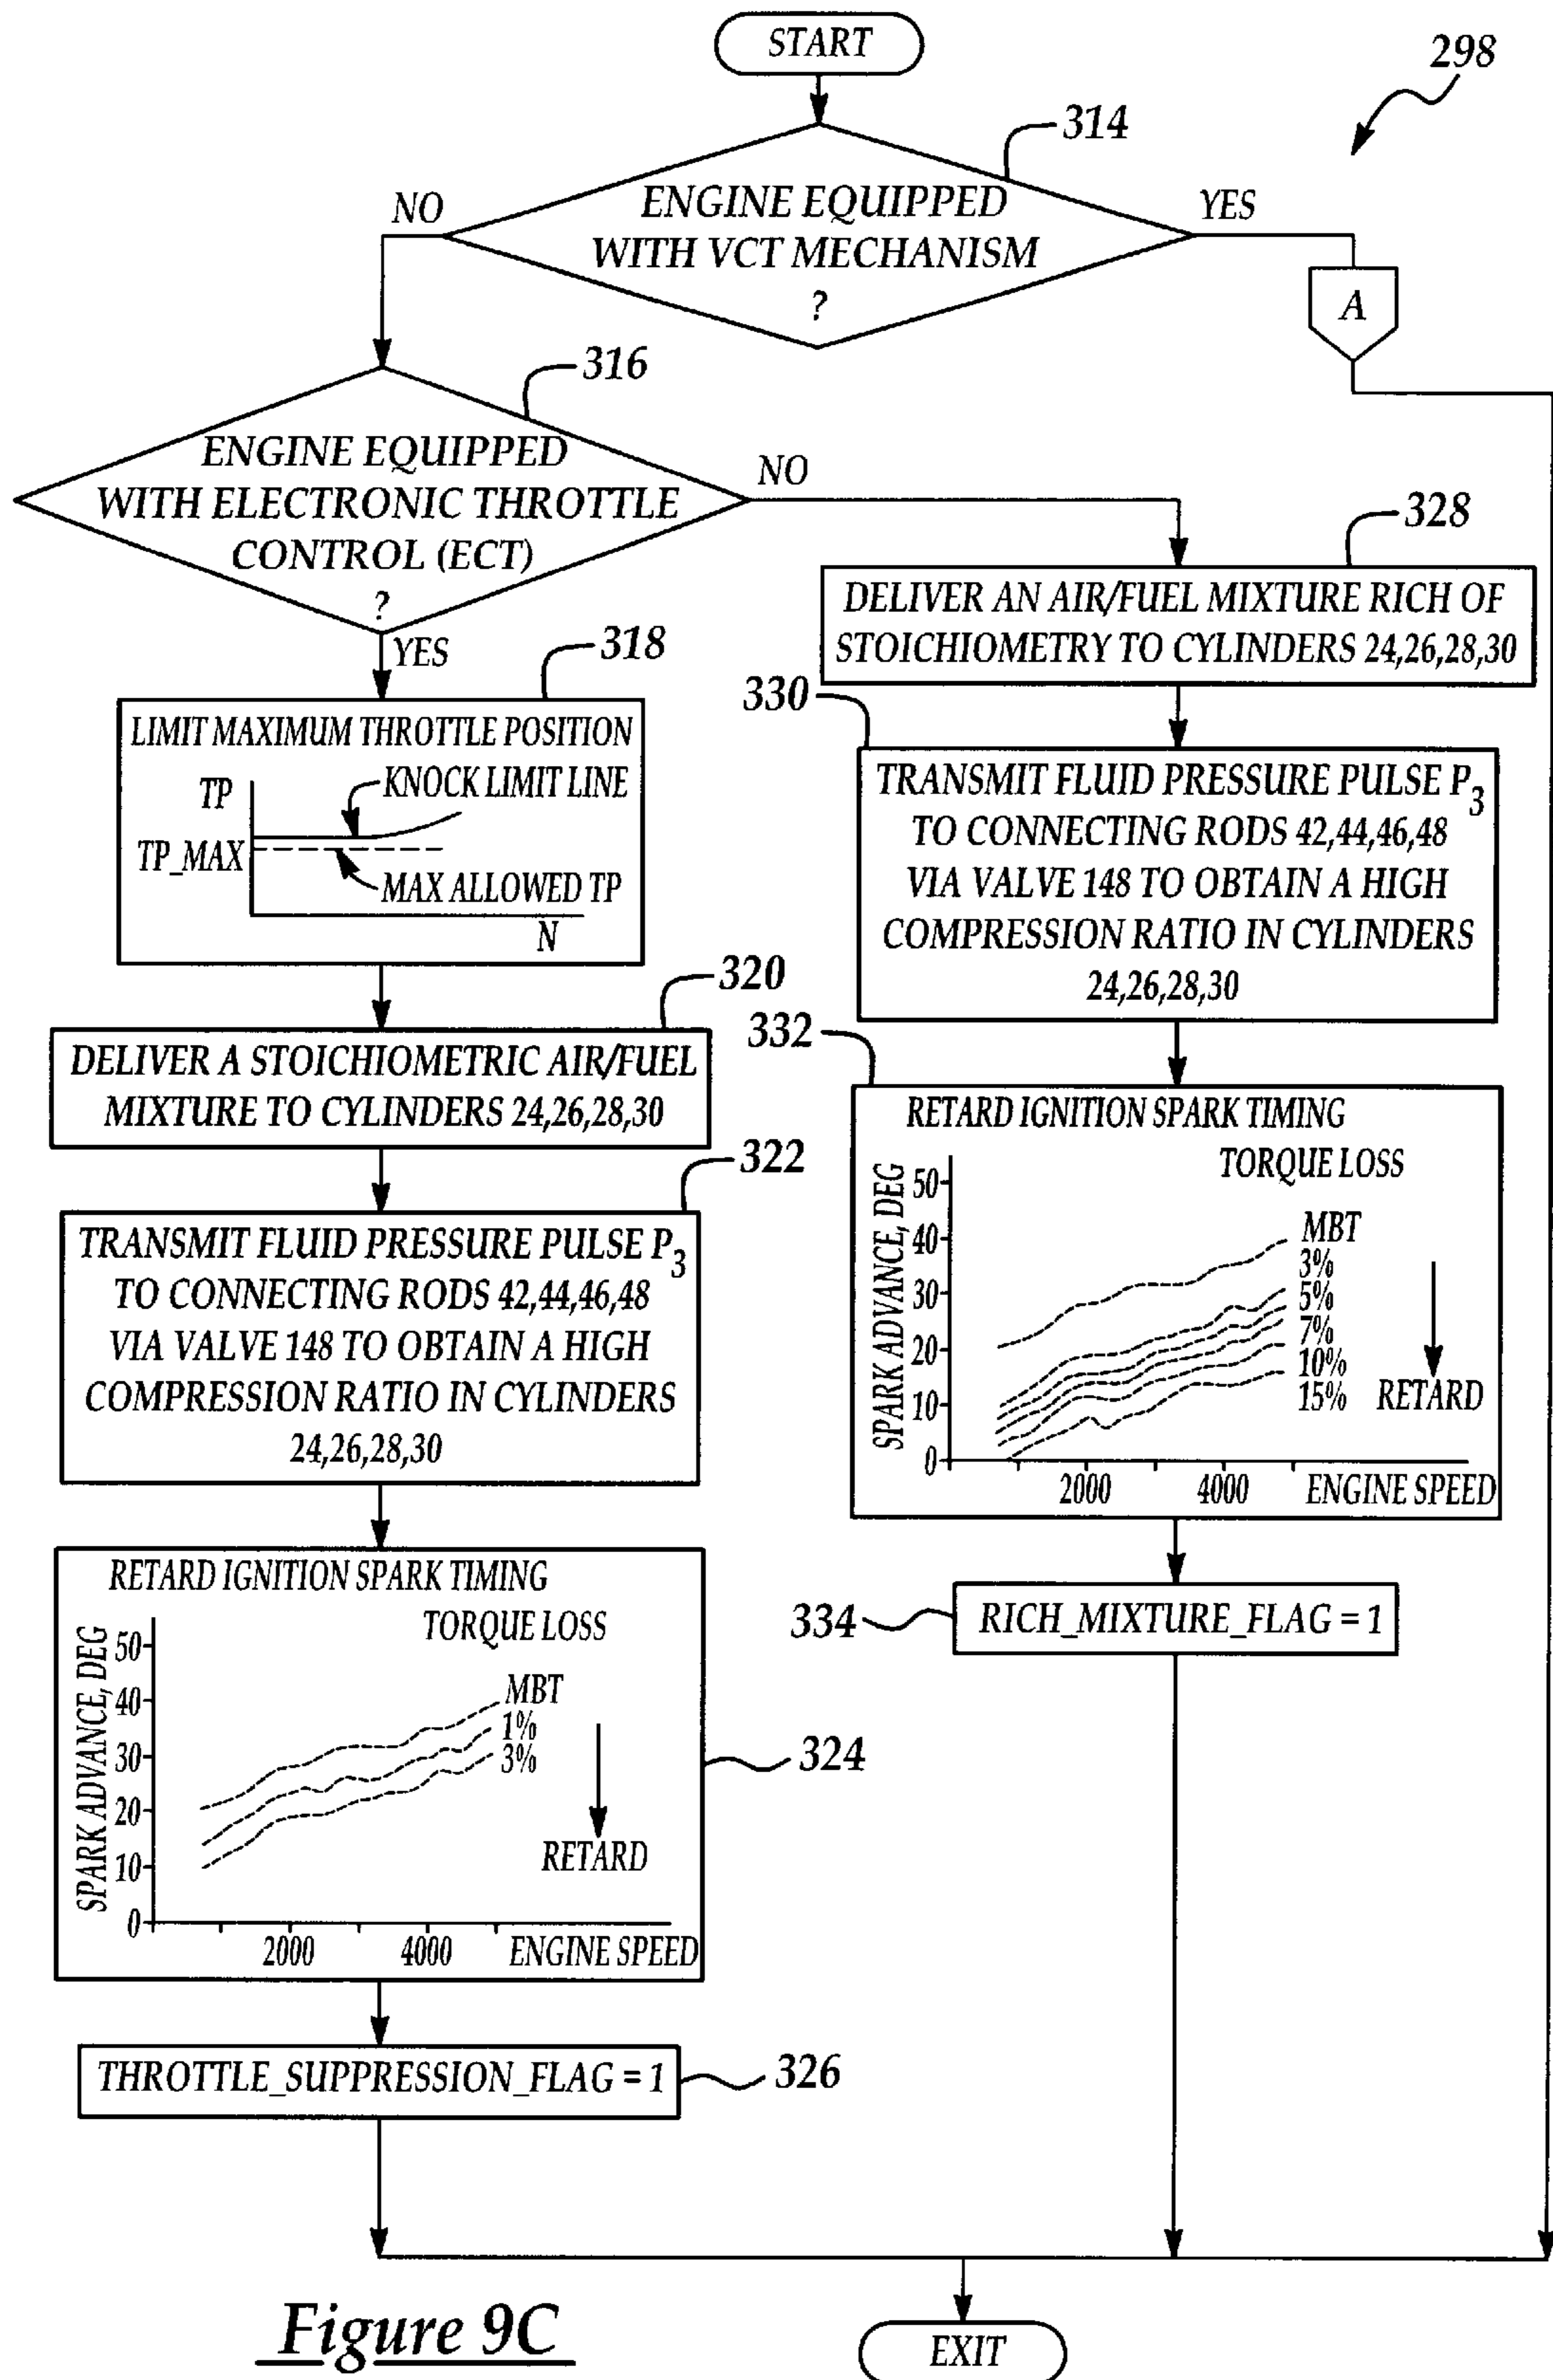 START
298
314
ENGINE EQUIPPED
WITH VCT MECHANISM
?
NO
YES
A
316
ENGINE EQUIPPED
WITH ELECTRONIC THROTTLE
CONTROL (ECT)
?
NO
YES
318
LIMIT MAXIMUM THROTTLE POSITION
TP
KNOCK LIMIT LINE
TP_MAX
MAX ALLOWED TP
N
320
DELIVER A STOICHIOMETRIC AIR/FUEL
MIXTURE TO CYLINDERS 24,26,28,30
322
TRANSMIT FLUID PRESSURE PULSE P3
TO CONNECTING RODS 42,44,46,48
VIA VALVE 148 TO OBTAIN A HIGH
COMPRESSION RATIO IN CYLINDERS
24,26,28,30
RETARD IGNITION SPARK TIMING
TORQUE LOSS
SPARK ADVANCE, DEG
50
40
30
20
10
0
MBT
1%
3%
RETARD
2000
4000
ENGINE SPEED
324
THROTTLE_SUPPRESSION_FLAG = 1
326
328
DELIVER AN AIR/FUEL MIXTURE RICH OF
STOICHIOMETRY TO CYLINDERS 24,26,28,30
330
TRANSMIT FLUID PRESSURE PULSE P3
TO CONNECTING RODS 42,44,46,48
VIA VALVE 148 TO OBTAIN A HIGH
COMPRESSION RATIO IN CYLINDERS
24,26,28,30
332
RETARD IGNITION SPARK TIMING
TORQUE LOSS
SPARK ADVANCE, DEG
50
40
30
20
10
0
MBT
3%
5%
7%
10%
15%
RETARD
2000
4000
ENGINE SPEED
334
RICH_MIXTURE_FLAG = 1
EXIT
Figure 9C